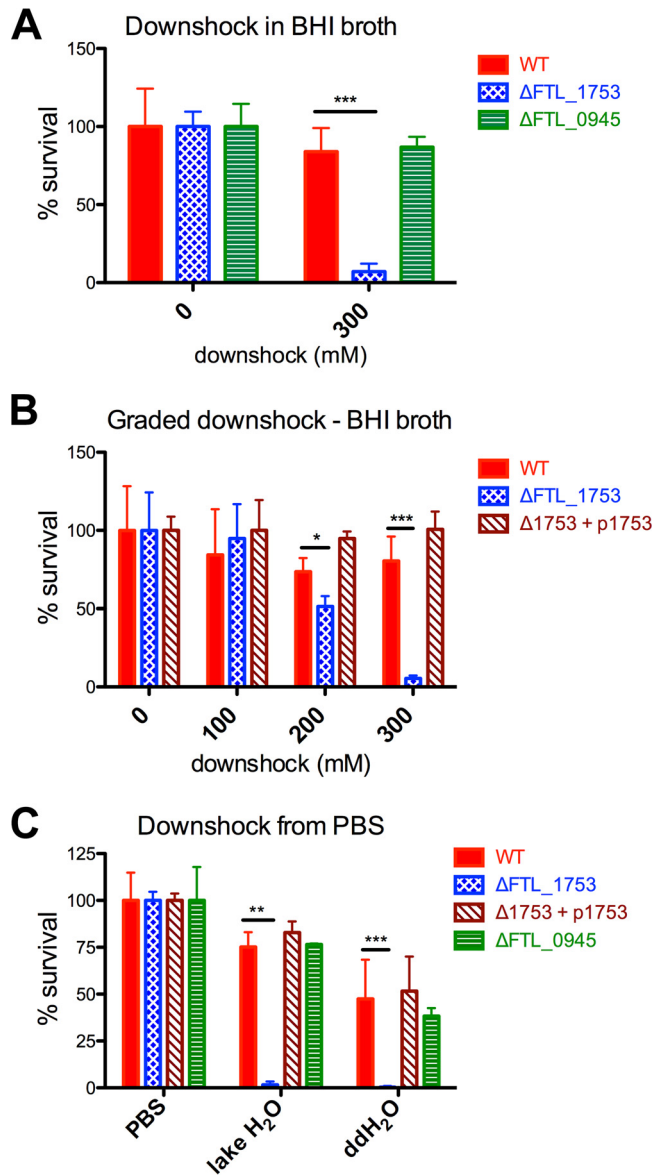 A
Downshock in BHI broth
% survival
150
100
50
0
***
0
300
downshock (mM)
WT
ΔFTL_1753
ΔFTL_0945
B
Graded downshock - BHI broth
% survival
150
100
50
0
*
***
0
100
200
300
downshock (mM)
WT
ΔFTL_1753
Δ1753 + p1753
C
Downshock from PBS
% survival
125
100
75
50
25
0
**
***
PBS
lake H₂O
ddH₂O
WT
ΔFTL_1753
Δ1753 + p1753
ΔFTL_0945